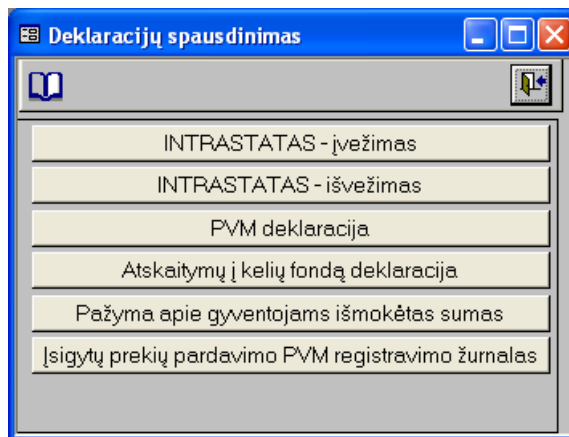 Deklaracijų spausdinimas
INTRASTATAS - įvežimas
INTRASTATAS - išvežimas
PVM deklaracija
Atskaitymų į kelių fondą deklaracija
Pažyma apie gyventojams išmokėtas sumas
Įsigytų prekių pardavimo PVM registravimo žurnalas